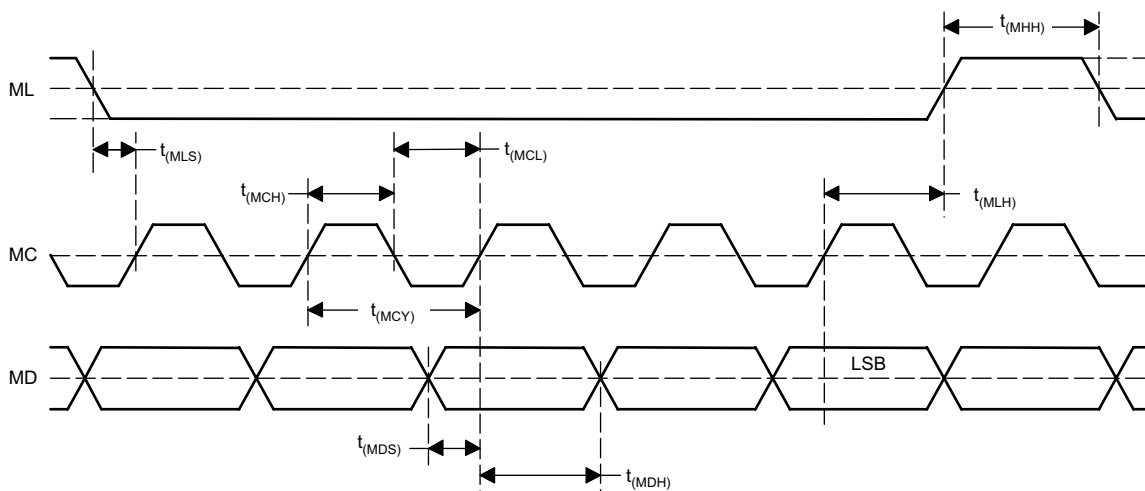 t(MHH)
ML
t(MLS)
t(MCL)
t(MCH)
t(MLH)
MC
t(MCY)
MD
LSB
t(MDS)
t(MDH)